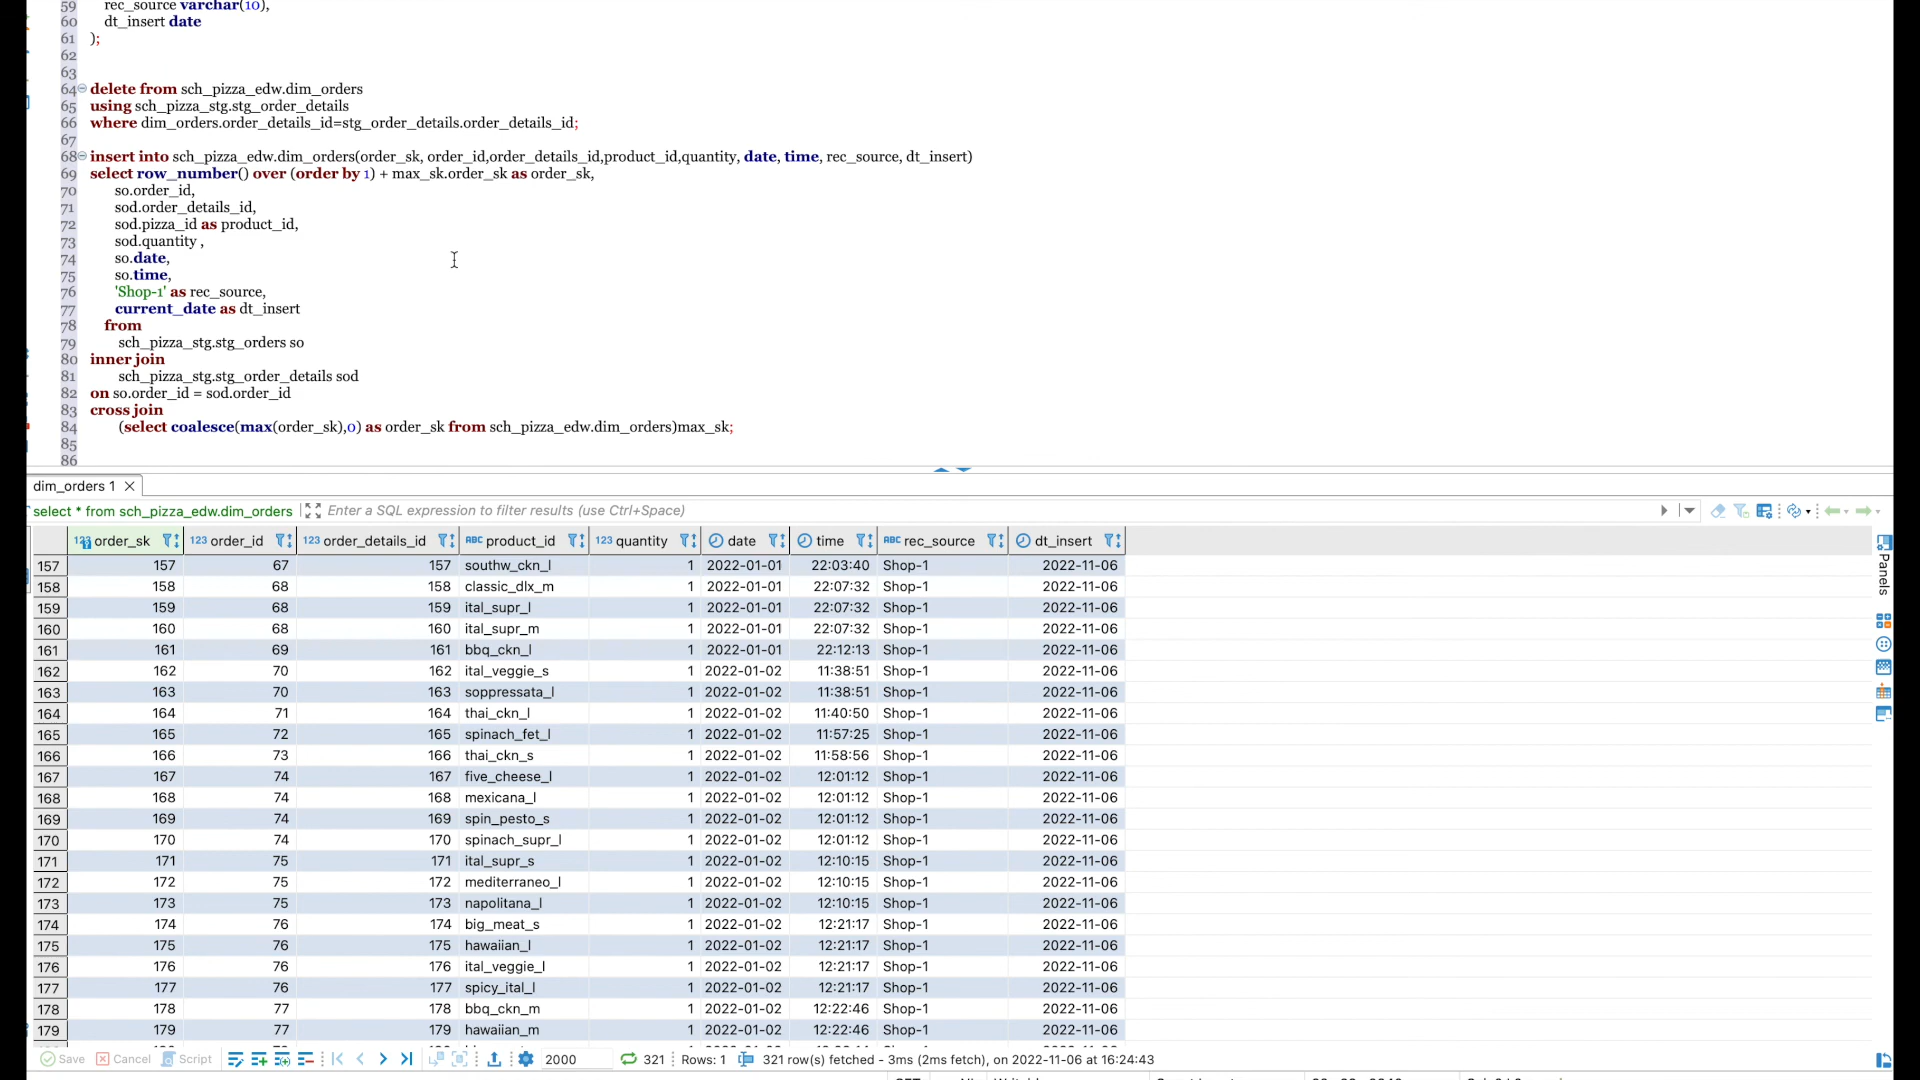 59 rec_source varchar(10),
60 dt_insert date
61 );
62
63
64 delete from sch_pizza_edw.dim_orders
65 using sch_pizza_stg.stg_order_details
66 where dim_orders.order_details_id=stg_order_details.order_details_id;
67
68 insert into sch_pizza_edw.dim_orders(order_sk, order_id,order_details_id,product_id,quantity, date, time, rec_source, dt_insert)
69 select row_number() over (order by 1) + max_sk.order_sk as order_sk,
70 so.order_id,
71 sod.order_details_id,
72 sod.pizza_id as product_id,
73 sod.quantity ,
74 so.date,
75 so.time,
76 'Shop-1' as rec_source,
77 current_date as dt_insert
78 from
79 sch_pizza_stg.stg_orders so
80 inner join
81 sch_pizza_stg.stg_order_details sod
82 on so.order_id = sod.order_id
83 cross join
84 (select coalesce(max(order_sk),0) as order_sk from sch_pizza_edw.dim_orders)max_sk;
85
86
dim_orders 1
select * from sch_pizza_edw.dim_orders Enter a SQL expression to filter results (use Ctrl+Space)
123 order_sk 123 order_id 123 order_details_id ABC product_id 123 quantity date time ABC rec_source dt_insert
157 157 67 157 southw_ckn_l 1 2022-01-01 22:03:40 Shop-1 2022-11-06
158 158 68 158 classic_dlx_m 1 2022-01-01 22:07:32 Shop-1 2022-11-06
159 159 68 159 ital_supr_l 1 2022-01-01 22:07:32 Shop-1 2022-11-06
160 160 68 160 ital_supr_m 1 2022-01-01 22:07:32 Shop-1 2022-11-06
161 161 69 161 bbq_ckn_l 1 2022-01-01 22:12:13 Shop-1 2022-11-06
162 162 70 162 ital_veggie_s 1 2022-01-02 11:38:51 Shop-1 2022-11-06
163 163 70 163 soppressata_l 1 2022-01-02 11:38:51 Shop-1 2022-11-06
164 164 71 164 thai_ckn_l 1 2022-01-02 11:40:50 Shop-1 2022-11-06
165 165 72 165 spinach_fet_l 1 2022-01-02 11:57:25 Shop-1 2022-11-06
166 166 73 166 thai_ckn_s 1 2022-01-02 11:58:56 Shop-1 2022-11-06
167 167 74 167 five_cheese_l 1 2022-01-02 12:01:12 Shop-1 2022-11-06
168 168 74 168 mexicana_l 1 2022-01-02 12:01:12 Shop-1 2022-11-06
169 169 74 169 spin_pesto_s 1 2022-01-02 12:01:12 Shop-1 2022-11-06
170 170 74 170 spinach_supr_l 1 2022-01-02 12:01:12 Shop-1 2022-11-06
171 171 75 171 ital_supr_s 1 2022-01-02 12:10:15 Shop-1 2022-11-06
172 172 75 172 mediterraneo_l 1 2022-01-02 12:10:15 Shop-1 2022-11-06
173 173 75 173 napolitana_l 1 2022-01-02 12:10:15 Shop-1 2022-11-06
174 174 76 174 big_meat_s 1 2022-01-02 12:21:17 Shop-1 2022-11-06
175 175 76 175 hawaiian_l 1 2022-01-02 12:21:17 Shop-1 2022-11-06
176 176 76 176 ital_veggie_l 1 2022-01-02 12:21:17 Shop-1 2022-11-06
177 177 76 177 spicy_ital_l 1 2022-01-02 12:21:17 Shop-1 2022-11-06
178 178 77 178 bbq_ckn_m 1 2022-01-02 12:22:46 Shop-1 2022-11-06
179 179 77 179 hawaiian_m 1 2022-01-02 12:22:46 Shop-1 2022-11-06
Panels
Save Cancel Script 2000 321 Rows: 1 321 row(s) fetched - 3ms (2ms fetch), on 2022-11-06 at 16:24:43